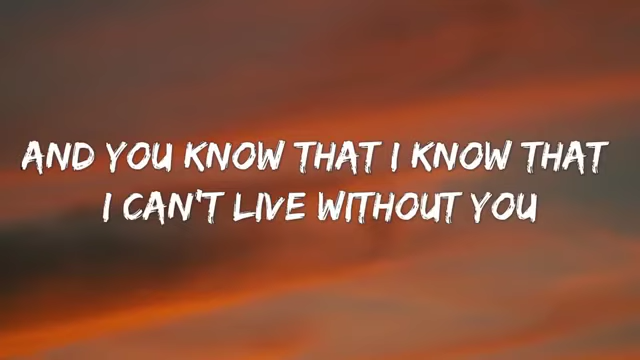 AND YOU KNOW THAT I KNOW THAT
I CAN'T LIVE WITHOUT YOU